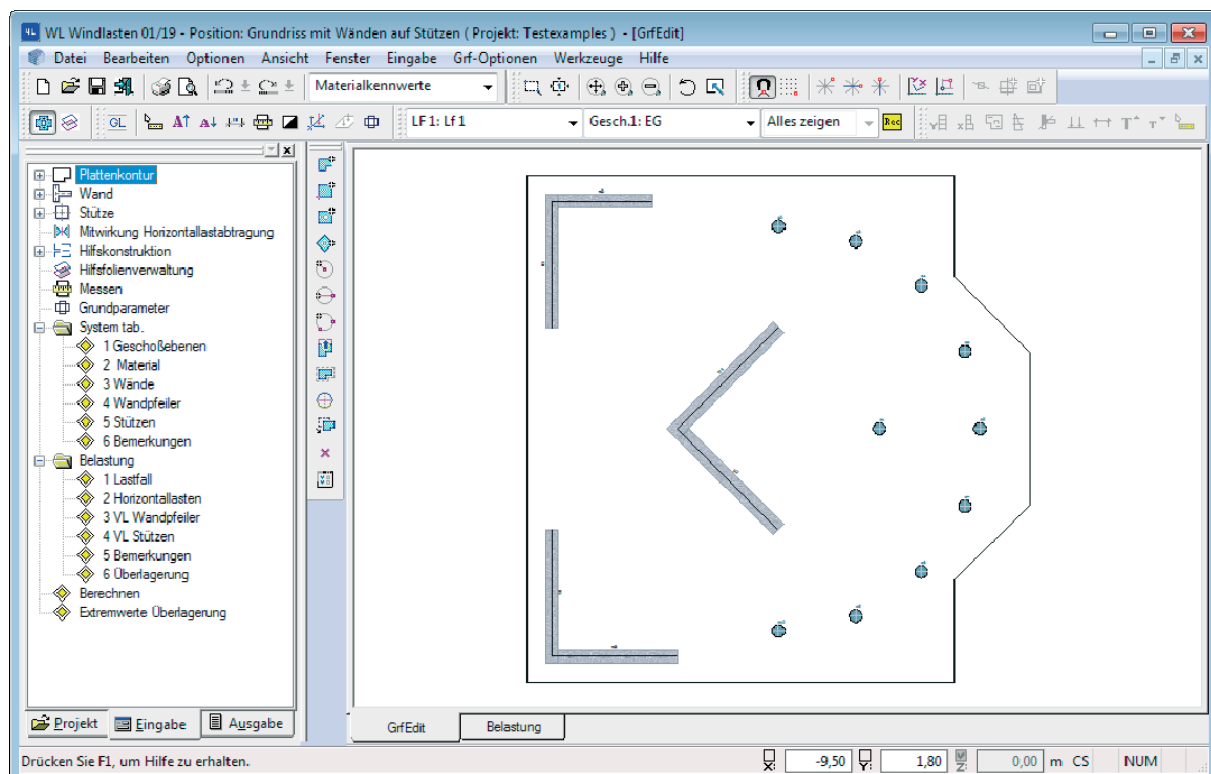 WL Windlasten 01/19 - Position: Grundriss mit Wänden auf Stützen ( Projekt: Testexamples ) - [GrfEdit]
Datei Bearbeiten Optionen Ansicht Fenster Eingabe Grf-Optionen Werkzeuge Hilfe
Materialkennwerte
GL
LF 1: Lf 1
Gesch.1: EG
Alles zeigen
Rec
Plattenkontur
Wand
Stütze
Mitwirkung Horizontallastabtragung
Hilfskonstruktion
Hilfsfolienverwaltung
Messen
Grundparameter
System tab.
1 Geschoßebenen
2 Material
3 Wände
4 Wandpfeiler
5 Stützen
6 Bemerkungen
Belastung
1 Lastfall
2 Horizontallasten
3 VL Wandpfeiler
4 VL Stützen
5 Bemerkungen
6 Überlagerung
Berechnen
Extremwerte Überlagerung
Projekt Eingabe Ausgabe
GrfEdit Belastung
Drücken Sie F1, um Hilfe zu erhalten.
X: -9,50 Y: 1,80 Z: 0,00 m CS NUM